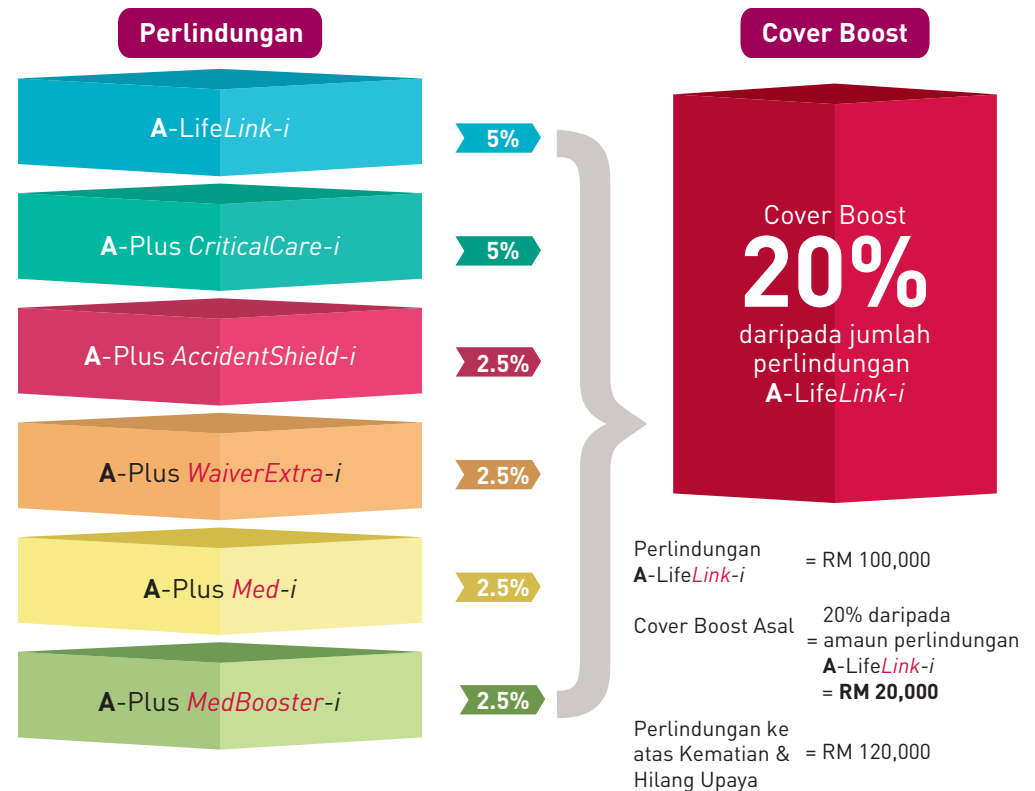 Perlindungan
A-LifeLink-i
5%
A-Plus CriticalCare-i
5%
A-Plus AccidentShield-i
2.5%
A-Plus WaiverExtra-i
2.5%
A-Plus Med-i
2.5%
A-Plus MedBooster-i
2.5%
Cover Boost
Cover Boost
20%
daripada jumlah
perlindungan
A-LifeLink-i
Perlindungan
A-LifeLink-i
= RM 100,000
Cover Boost Asal
20% daripada
= amaun perlindungan
A-LifeLink-i
= RM 20,000
Perlindungan ke
atas Kematian &
Hilang Upaya
= RM 120,000